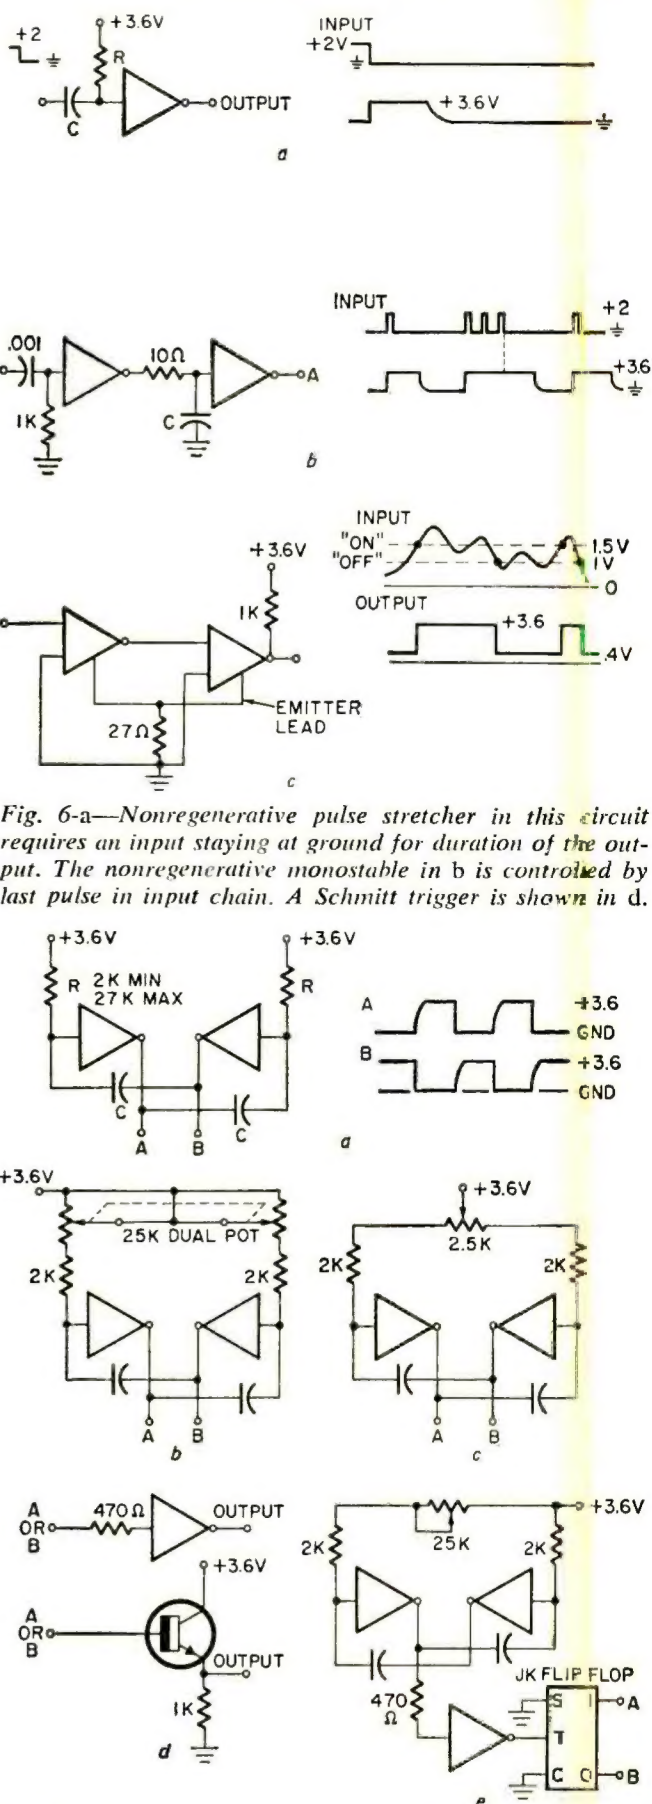 +3.6V
+2
R
C
OUTPUT
INPUT
+2V
+3.6V
a
.001
1K
10Ω
C
A
b
INPUT
+2
+3.6
+3.6V
1K
27Ω
EMITTER
LEAD
c
INPUT
"ON"
"OFF"
1.5V
1V
0
OUTPUT
+3.6
.4V
Fig. 6-a—Nonregenerative pulse stretcher in this circuit
requires an input staying at ground for duration of the out-
put. The nonregenerative monostable in b is controlled by
last pulse in input chain. A Schmitt trigger is shown in d.
+3.6V
+3.6V
R
2K MIN
27K MAX
R
C
C
A
B
A
+3.6
GND
B
+3.6
GND
a
+3.6V
25K DUAL POT
2K
2K
A
B
b
+3.6V
2.5K
2K
2K
A
B
c
A
OR
B
470Ω
OUTPUT
+3.6V
A
OR
B
OUTPUT
1K
d
+3.6V
25K
2K
2K
470
Ω
JK FLIP FLOP
S
1
A
T
C
0
B
e